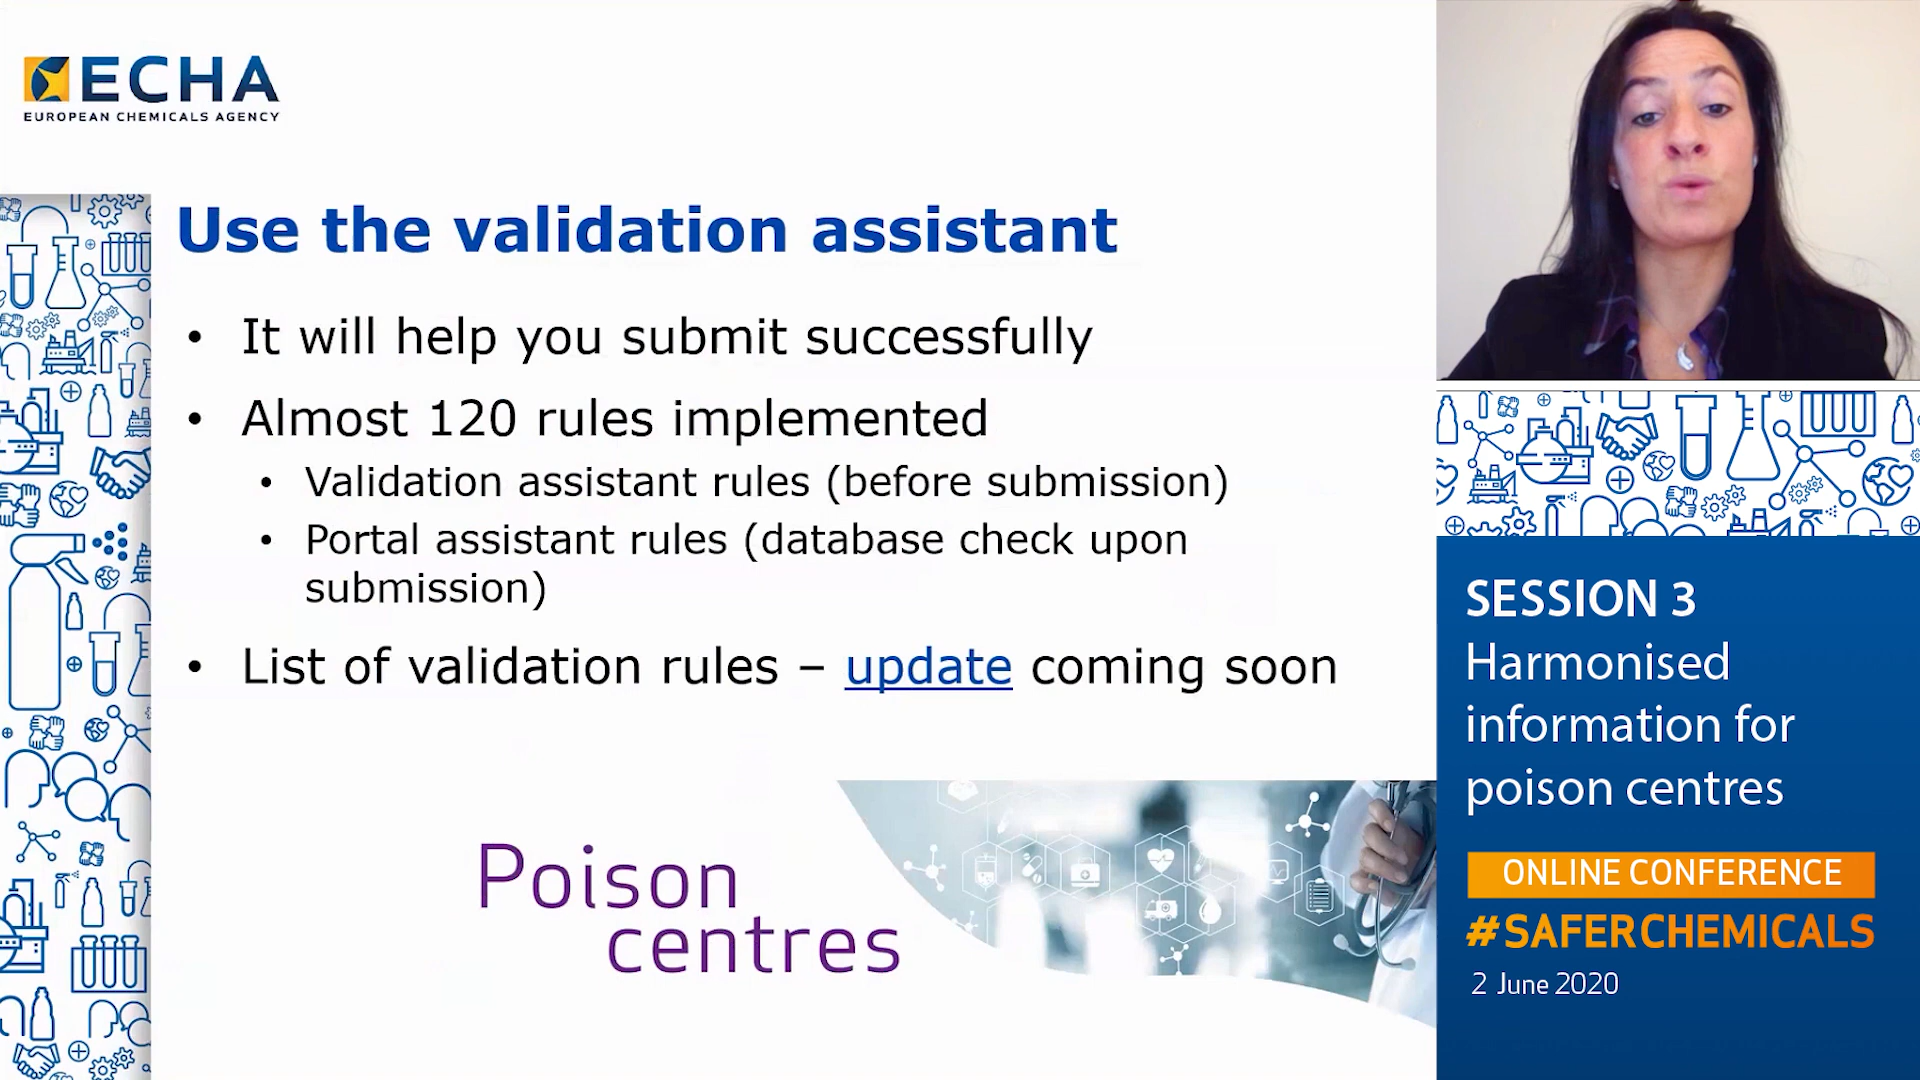 ECHA
EUROPEAN CHEMICALS AGENCY
Use the validation assistant
• It will help you submit successfully
• Almost 120 rules implemented
• Validation assistant rules (before submission)
• Portal assistant rules (database check upon
submission)
• List of validation rules – update coming soon
Poison
centres
SESSION 3
Harmonised
information for
poison centres
ONLINE CONFERENCE
#SAFERCHEMICALS
2 June 2020